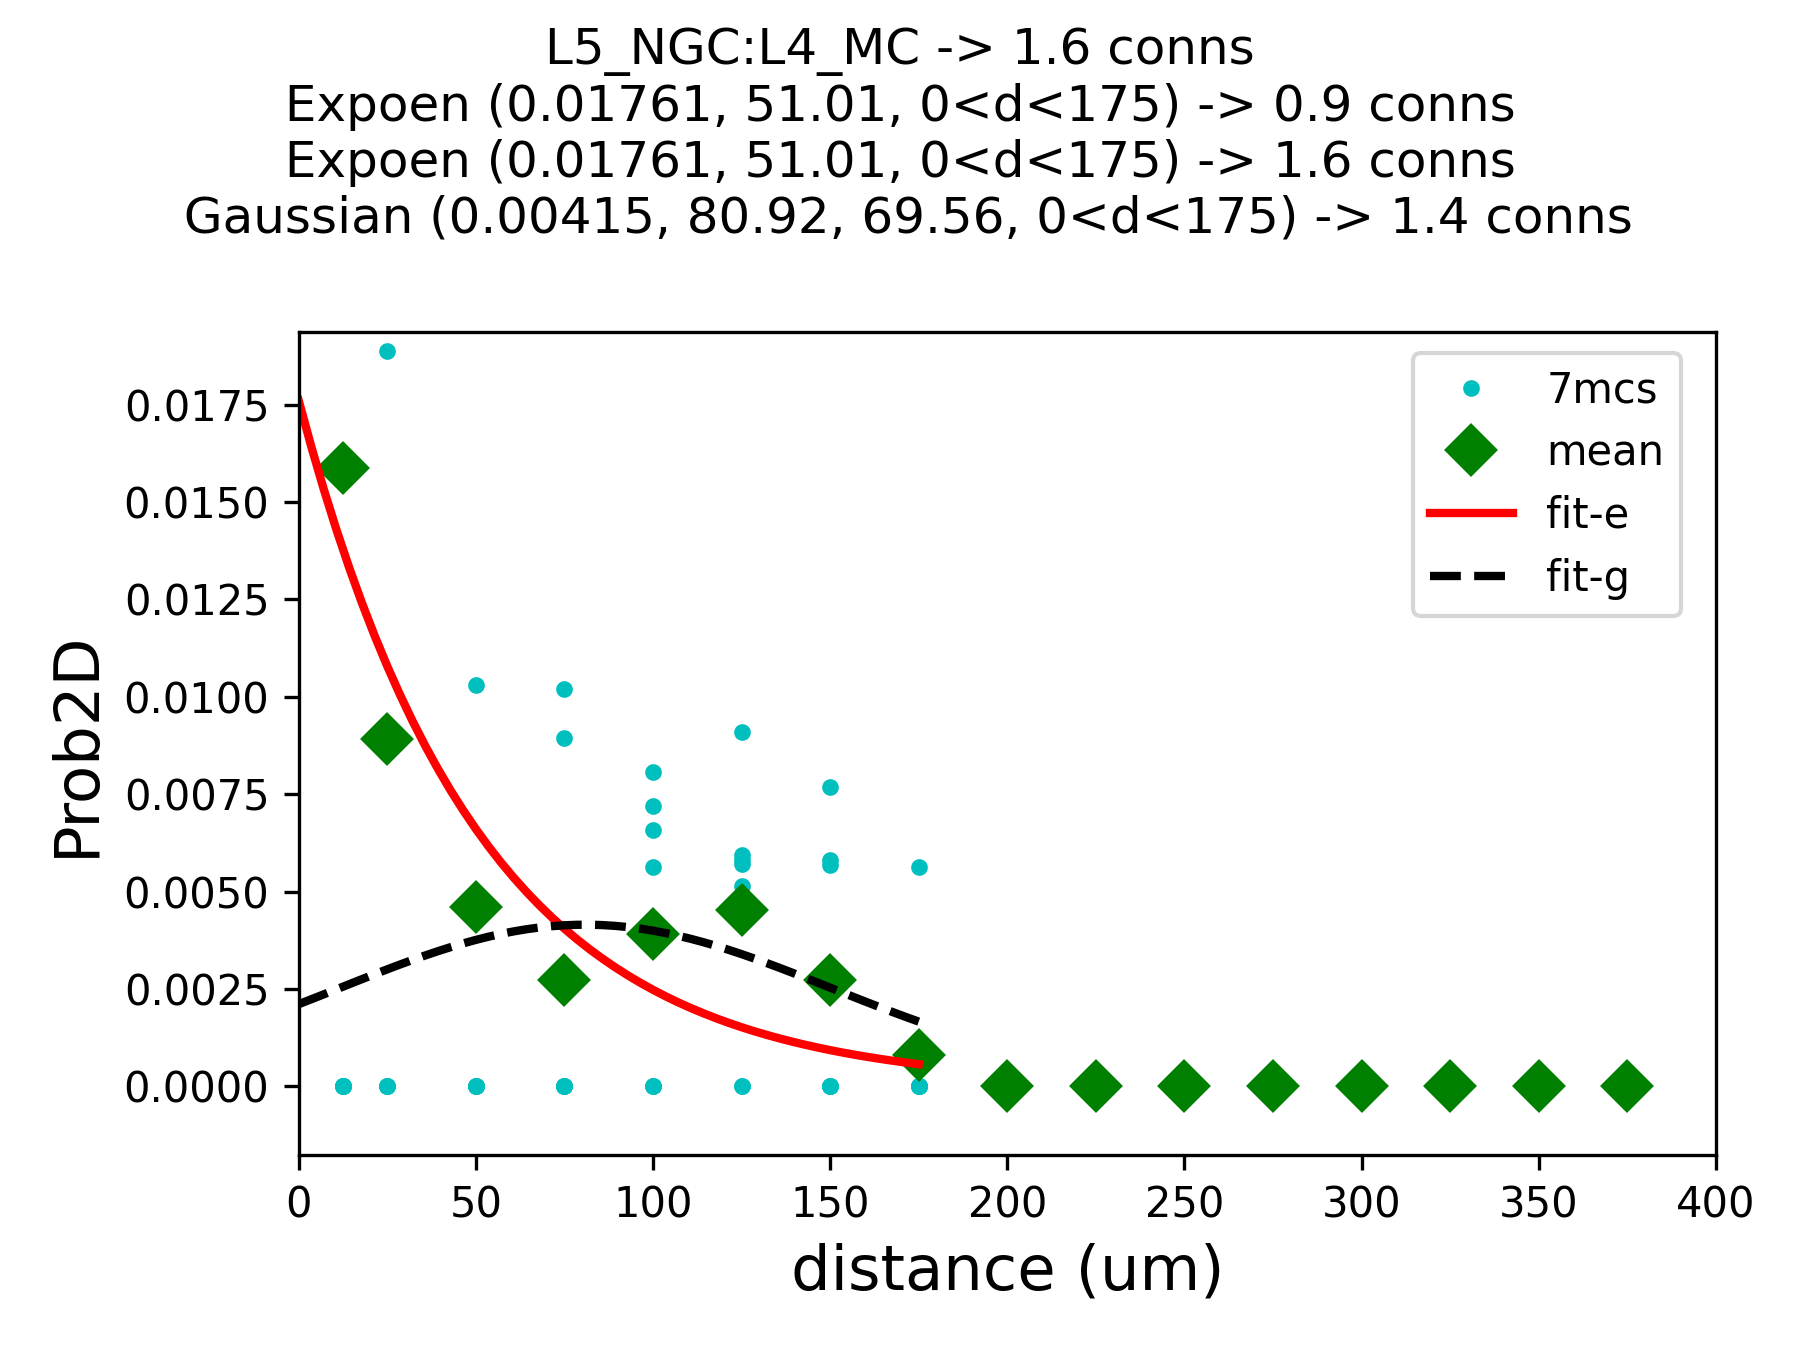 L5_NGC:L4_MC -> 1.6 conns
Expoen (0.01761, 51.01, 0<d<175) -> 0.9 conns
Expoen (0.01761, 51.01, 0<d<175) -> 1.6 conns
Gaussian (0.00415, 80.92, 69.56, 0<d<175) -> 1.4 conns
7mcs
mean
fit-e
fit-g
Prob2D
0.0175
0.0150
0.0125
0.0100
0.0075
0.0050
0.0025
0.0000
0 50 100 150 200 250 300 350 400
distance (um)